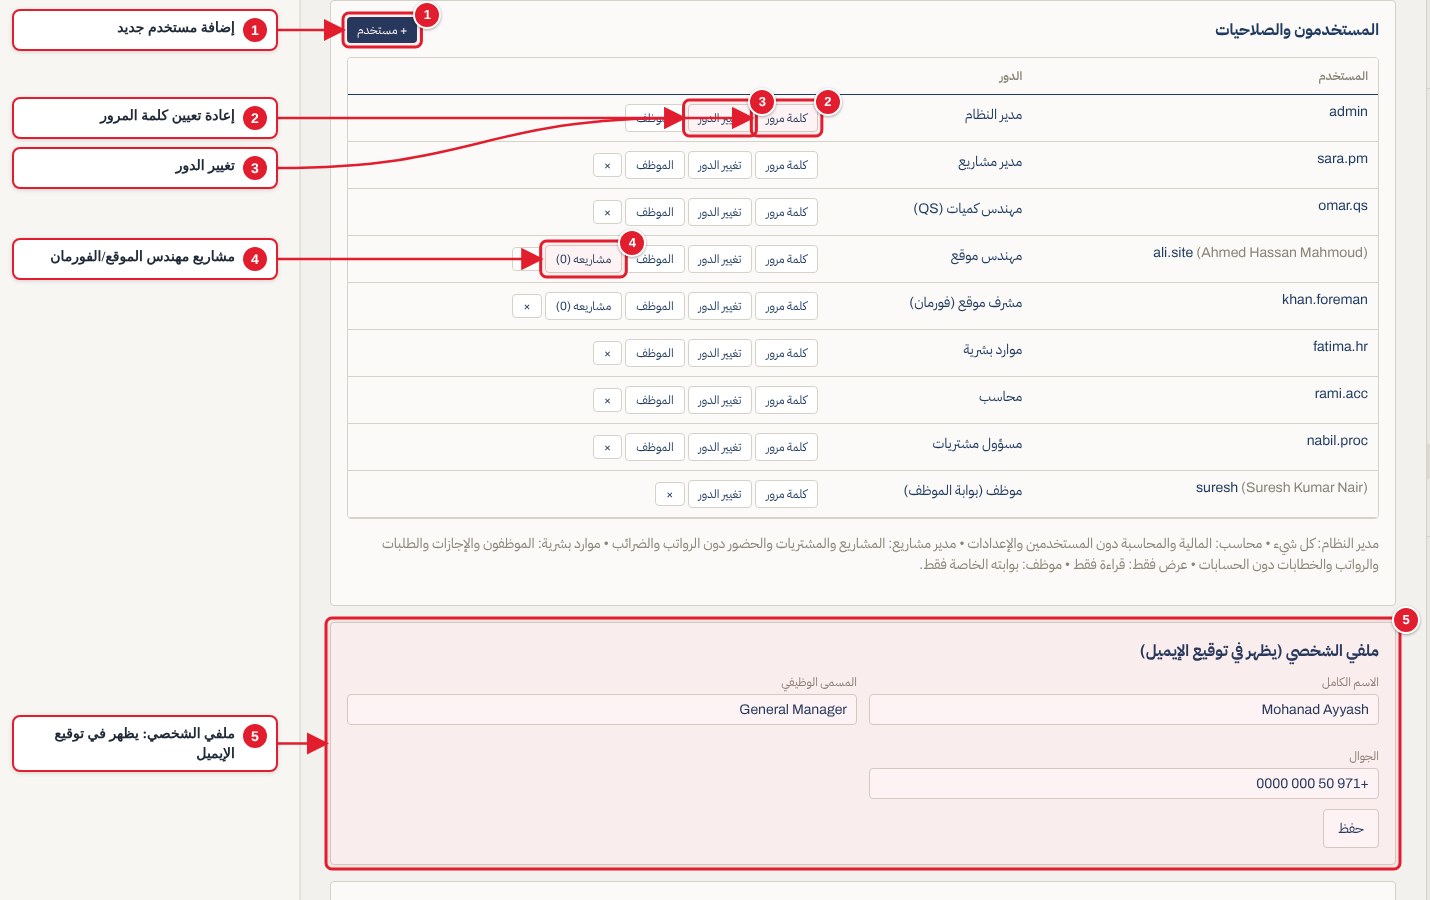 المستخدمون والصلاحيات
+ مستخدم
1
1 إضافة مستخدم جديد
المستخدم الدور
3 2
admin مدير النظام كلمة مرور تغيير الدور الموظف
2 إعادة تعيين كلمة المرور
sara.pm مدير مشاريع كلمة مرور تغيير الدور الموظف ×
3 تغيير الدور
omar.qs مهندس كميات (QS) كلمة مرور تغيير الدور الموظف ×
4
ali.site (Ahmed Hassan Mahmoud) مهندس موقع كلمة مرور تغيير الدور الموظف مشاريعه (0)
4 مشاريع مهندس الموقع/الفورمان
khan.foreman مشرف موقع (فورمان) كلمة مرور تغيير الدور الموظف مشاريعه (0) ×
fatima.hr موارد بشرية كلمة مرور تغيير الدور الموظف ×
rami.acc محاسب كلمة مرور تغيير الدور الموظف ×
nabil.proc مسؤول مشتريات كلمة مرور تغيير الدور الموظف ×
suresh (Suresh Kumar Nair) موظف (بوابة الموظف) كلمة مرور تغيير الدور ×
مدير النظام: كل شيء • محاسب: المالية والمحاسبة دون المستخدمين والإعدادات • مدير مشاريع: المشاريع والمشتريات والحضور دون الرواتب والضرائب • موارد بشرية: الموظفون والإجازات والطلبات
والرواتب والخطابات دون الحسابات • عرض فقط: قراءة فقط • موظف: بوابته الخاصة فقط.
5
ملفي الشخصي (يظهر في توقيع الإيميل)
الاسم الكامل المسمى الوظيفي
Mohanad Ayyash General Manager
5 ملفي الشخصي: يظهر في توقيع
الإيميل
الجوال
0000 000 50 971+
حفظ